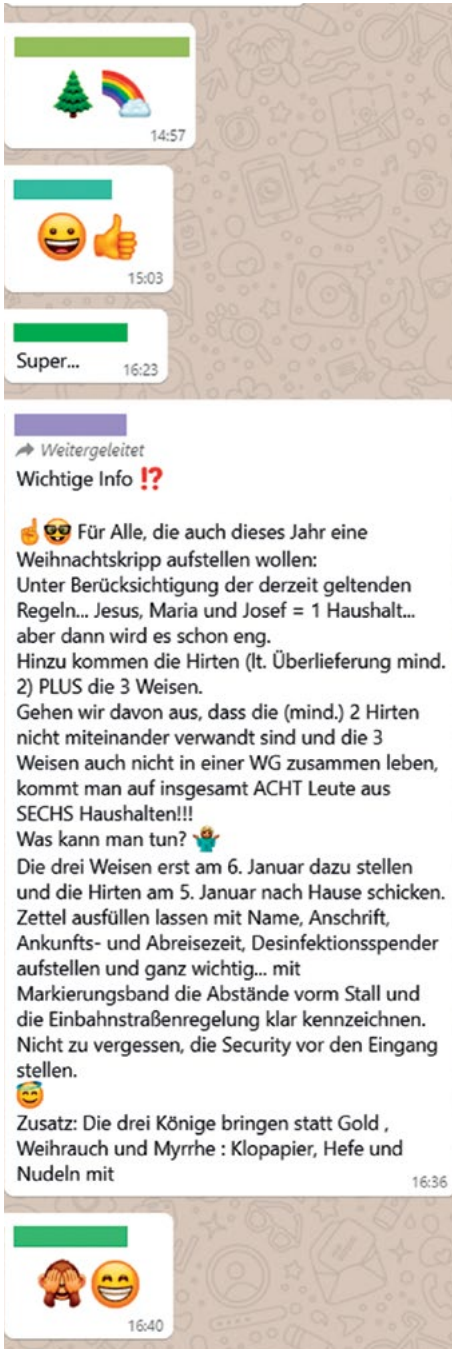 🌲🌈
14:57
😀👍
15:03
Super...
16:23
Weitergeleitet
Wichtige Info ⁉️
☝️🤓 Für Alle, die auch dieses Jahr eine
Weihnachtskripp aufstellen wollen:
Unter Berücksichtigung der derzeit geltenden
Regeln... Jesus, Maria und Josef = 1 Haushalt...
aber dann wird es schon eng.
Hinzu kommen die Hirten (lt. Überlieferung mind.
2) PLUS die 3 Weisen.
Gehen wir davon aus, dass die (mind.) 2 Hirten
nicht miteinander verwandt sind und die 3
Weisen auch nicht in einer WG zusammen leben,
kommt man auf insgesamt ACHT Leute aus
SECHS Haushalten!!!
Was kann man tun? 🤷🏽‍♀️
Die drei Weisen erst am 6. Januar dazu stellen
und die Hirten am 5. Januar nach Hause schicken.
Zettel ausfüllen lassen mit Name, Anschrift,
Ankunfts- und Abreisezeit, Desinfektionsspender
aufstellen und ganz wichtig... mit
Markierungsband die Abstände vorm Stall und
die Einbahnstraßenregelung klar kennzeichnen.
Nicht zu vergessen, die Security vor den Eingang
stellen.
😇
Zusatz: Die drei Könige bringen statt Gold ,
Weihrauch und Myrrhe : Klopapier, Hefe und
Nudeln mit
16:36
🙈😁
16:40